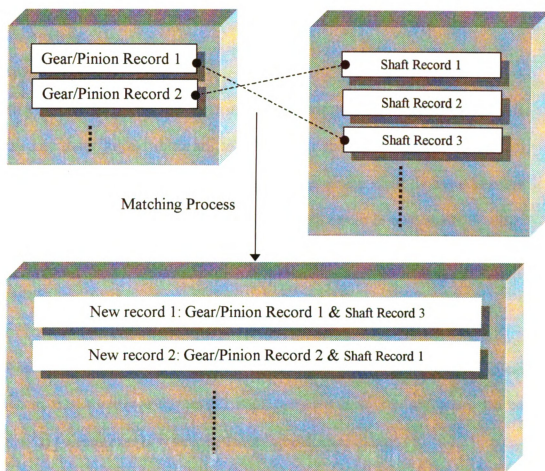 Gear/Pinion Record 1
Gear/Pinion Record 2
Shaft Record 1
Shaft Record 2
Shaft Record 3
Matching Process
New record 1: Gear/Pinion Record 1 & Shaft Record 3
New record 2: Gear/Pinion Record 2 & Shaft Record 1